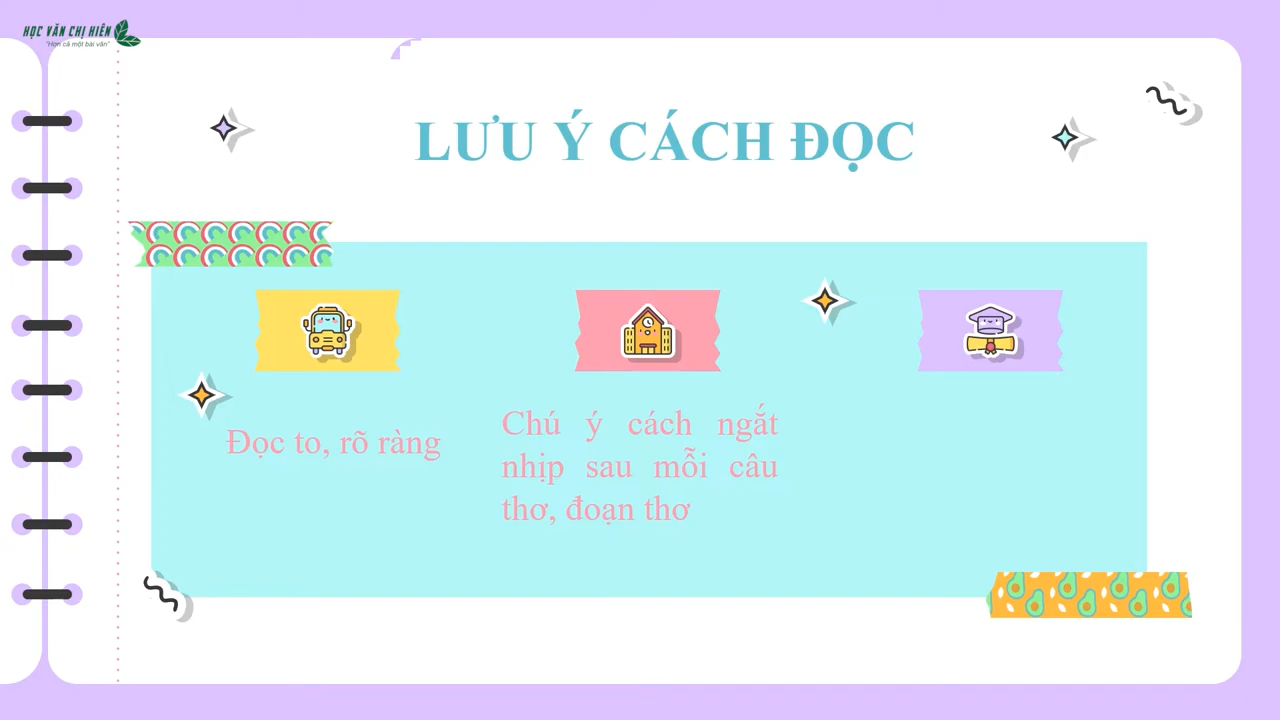 HỌC VĂN CHỊ HIÊN
"Hơn cả một bài văn"
LƯU Ý CÁCH ĐỌC
Đọc to, rõ ràng
Chú ý cách ngắt
nhịp sau mỗi câu
thơ, đoạn thơ